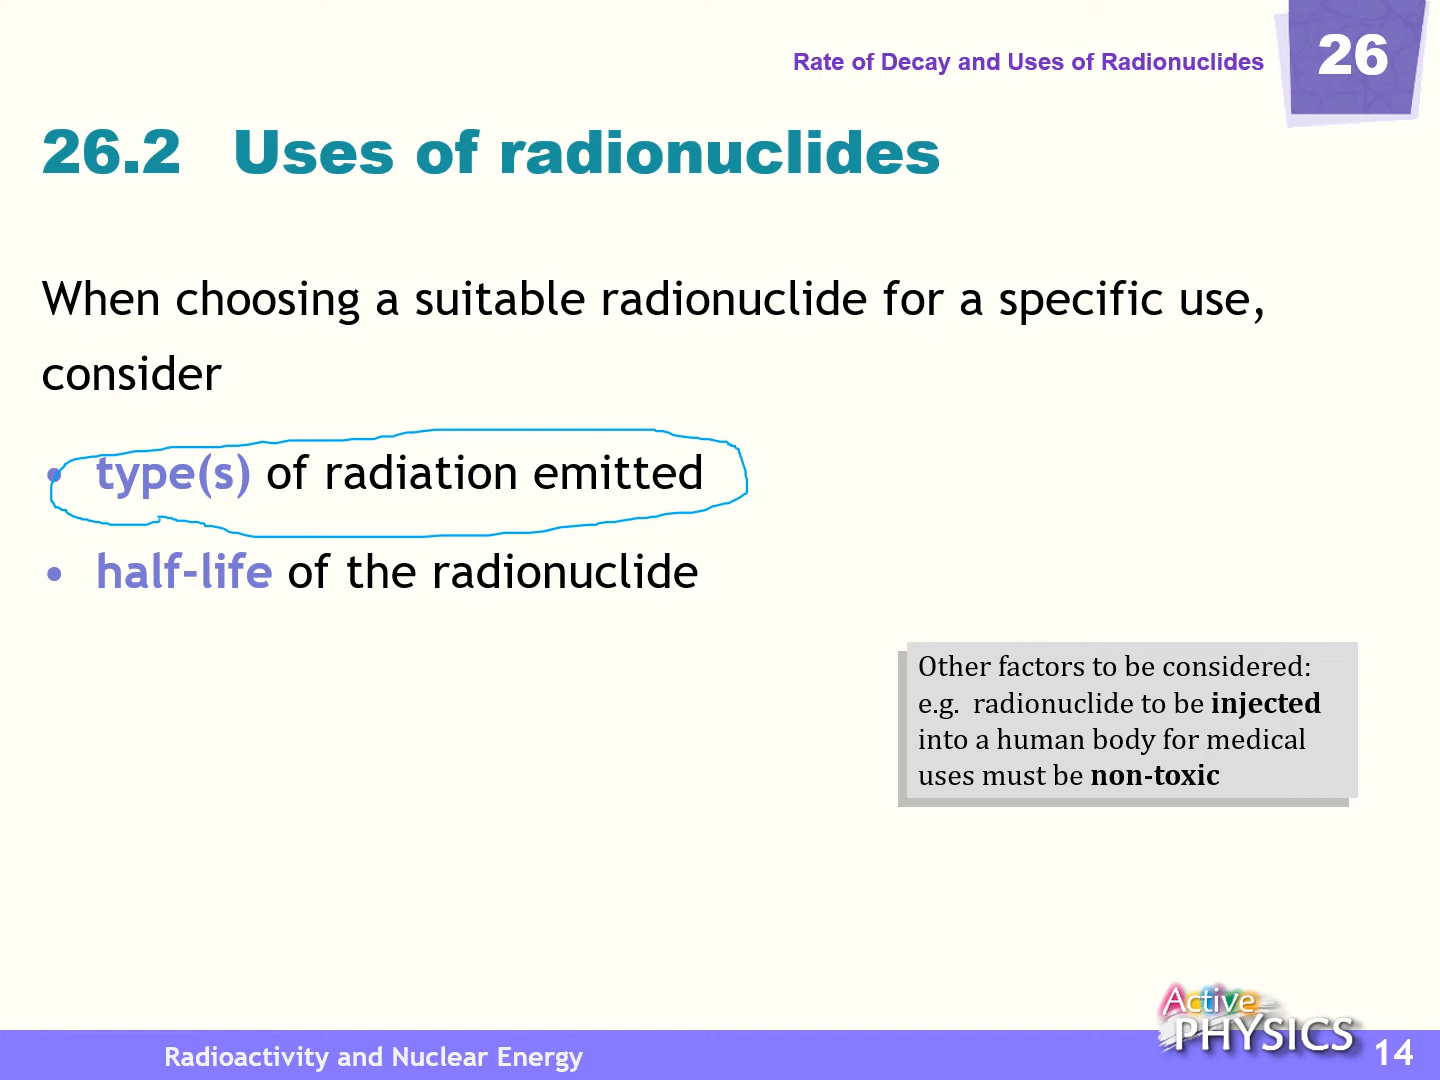 Rate of Decay and Uses of Radionuclides
26
26.2 Uses of radionuclides
When choosing a suitable radionuclide for a specific use,
consider
• type(s) of radiation emitted
• half-life of the radionuclide
Other factors to be considered:
e.g. radionuclide to be injected
into a human body for medical
uses must be non-toxic
Active
PHYSICS
Radioactivity and Nuclear Energy
14